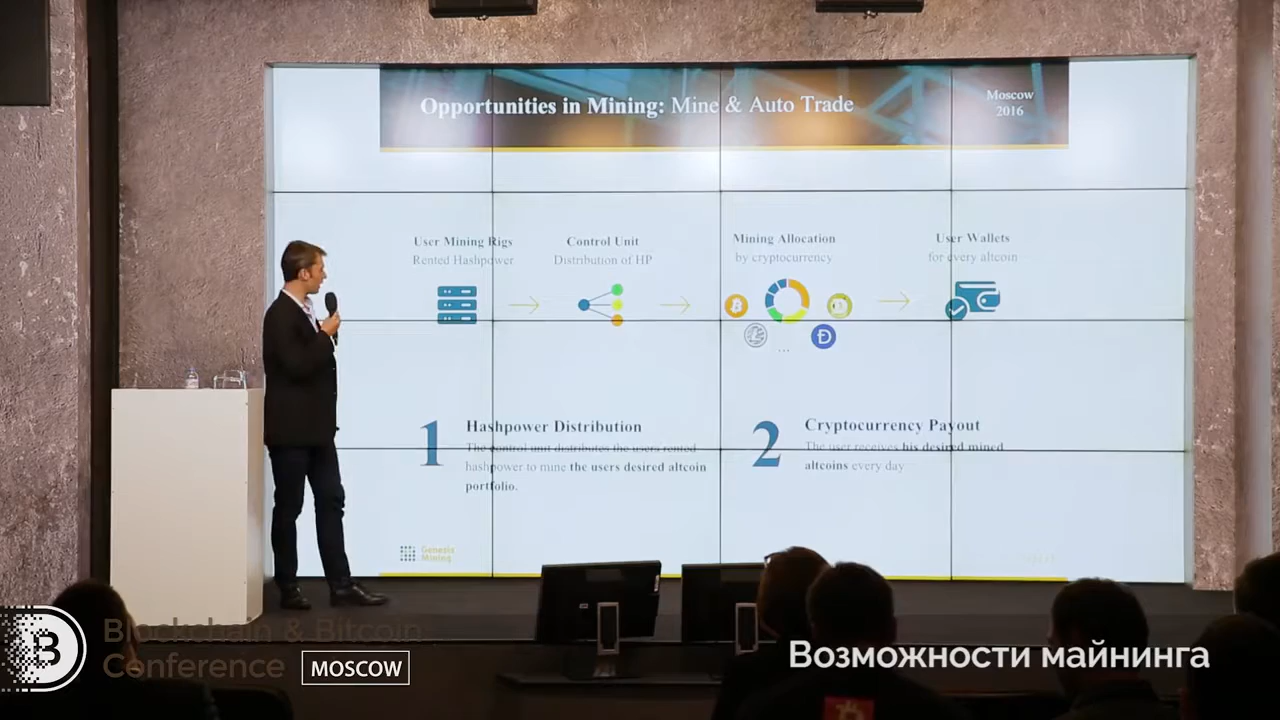 Opportunities in Mining: Mine & Auto Trade
Moscow
2016
User Mining Rigs
Rented Hashpower
Control Unit
Distribution of HP
Mining Allocation
by cryptocurrency
User Wallets
for every altcoin
...
1
Hashpower Distribution
The control unit distributes the users rented
hashpower to mine the users desired altcoin
portfolio.
2
Cryptocurrency Payout
The user receives his desired mined
altcoins every day
Genesis
Mining
Blockchain & Bitcoin
Conference
MOSCOW
Возможности майнинга